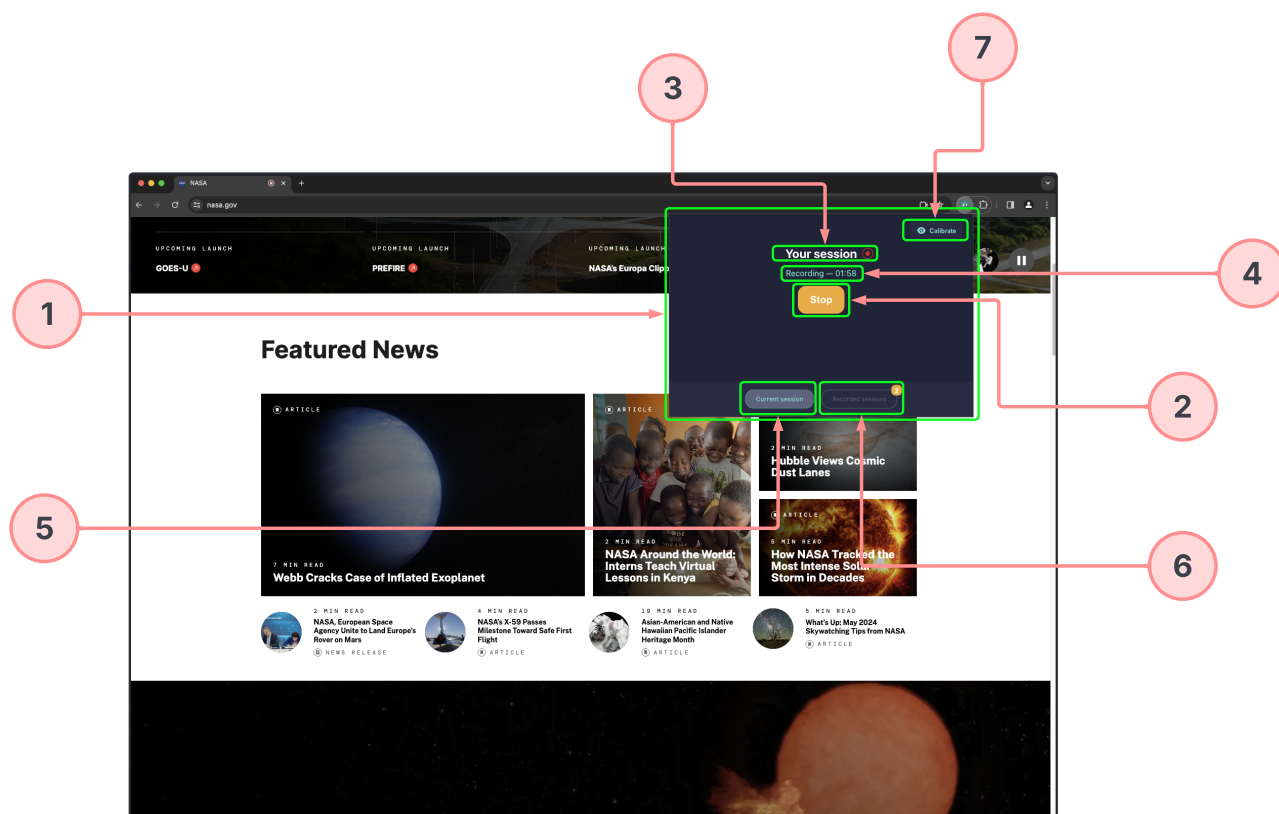 7
3
NASA
nasa.gov
Calibrate
UPCOMING LAUNCH
UPCOMING LAUNCH
UPCOMING LAUNCH
GOES-U
PREFIRE
NASA's Europa Clipp
Your session
Recording — 01:58
4
Stop
1
Featured News
Current session
Recorded sessions
2
2
ARTICLE
ARTICLE
2 MIN READ
Hubble Views Cosmic
Dust Lanes
5
ARTICLE
7 MIN READ
Webb Cracks Case of Inflated Exoplanet
2 MIN READ
NASA Around the World:
Interns Teach Virtual
Lessons in Kenya
5 MIN READ
How NASA Tracked the
Most Intense Solar
Storm in Decades
6
2 MIN READ
NASA, European Space
Agency Unite to Land Europe's
Rover on Mars
NEWS RELEASE
4 MIN READ
NASA's X-59 Passes
Milestone Toward Safe First
Flight
ARTICLE
19 MIN READ
Asian-American and Native
Hawaiian Pacific Islander
Heritage Month
ARTICLE
5 MIN READ
What's Up: May 2024
Skywatching Tips from NASA
ARTICLE